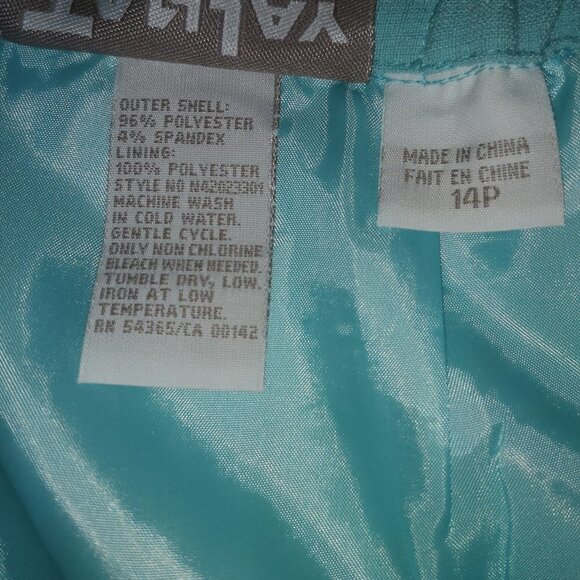 OUTER SHELL:
96% POLYESTER
4% SPANDEX
LINING:
100% POLYESTER
STYLE NO N42023301
MACHINE WASH
IN COLD WATER.
GENTLE CYCLE.
ONLY NON CHLORINE
BLEACH WHEN NEEDED.
TUMBLE DRY, LOW.
IRON AT LOW
TEMPERATURE.
RN 54365/CA 00142
MADE IN CHINA
FAIT EN CHINE
14P